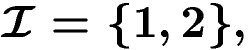 𝓘 = {1, 2},